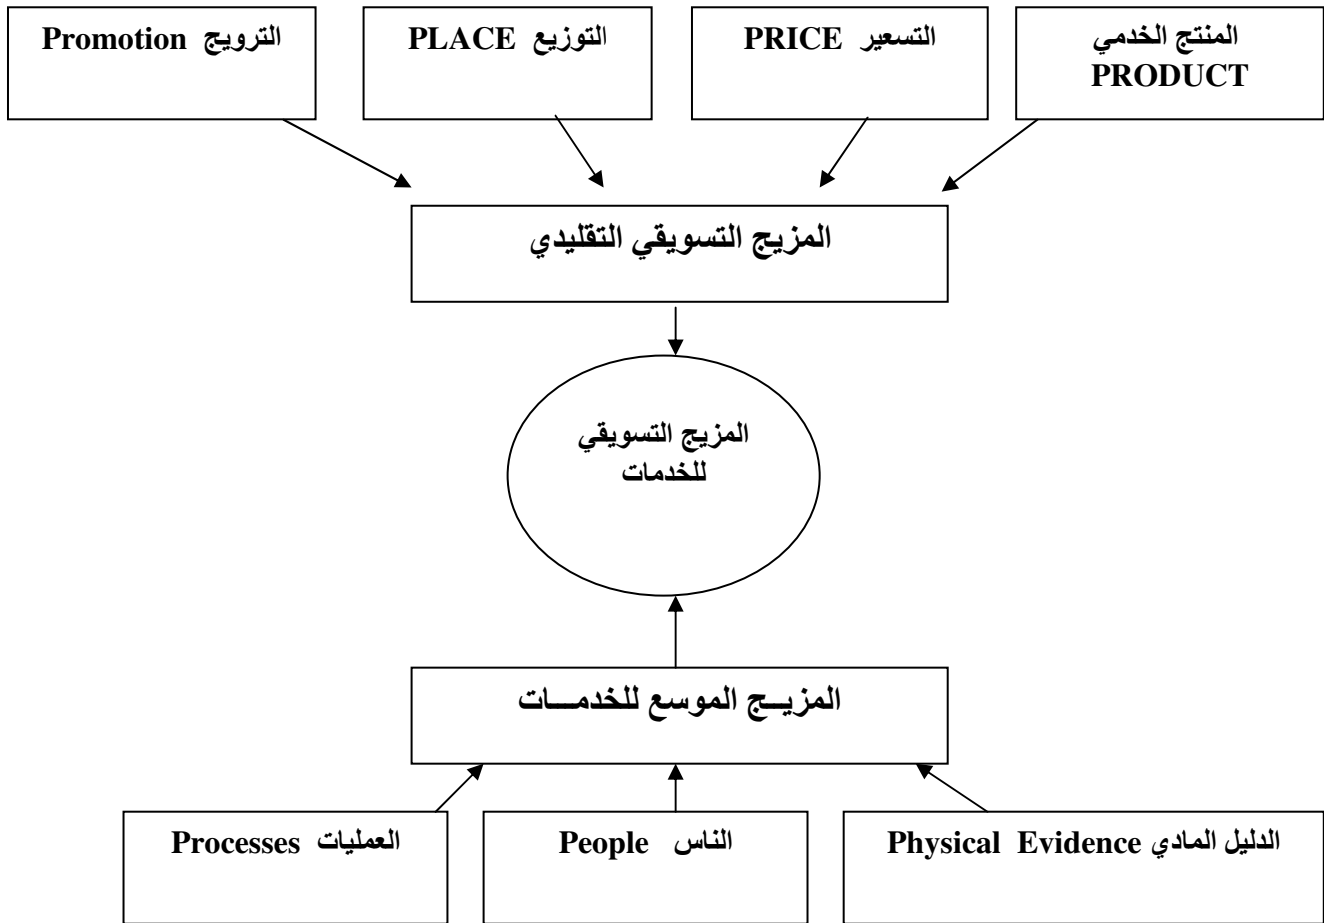 المنتج الخدمي
PRODUCT
التسعير PRICE
التوزيع PLACE
الترويج Promotion
المزيج التسويقي التقليدي
المزيج التسويقي
للخدمات
المزيــج الموسع للخدمـــات
الدليل المادي Physical Evidence
الناس People
العمليات Processes